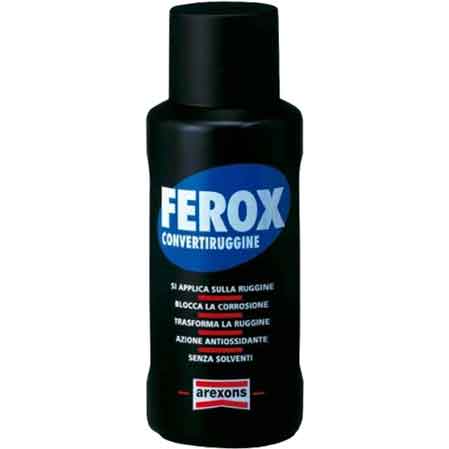 FEROX
CONVERTIRUGGINE
SI APPLICA SULLA RUGGINE
BLOCCA LA CORROSIONE
TRASFORMA LA RUGGINE
AZIONE ANTIOSSIDANTE
SENZA SOLVENTI
arexons